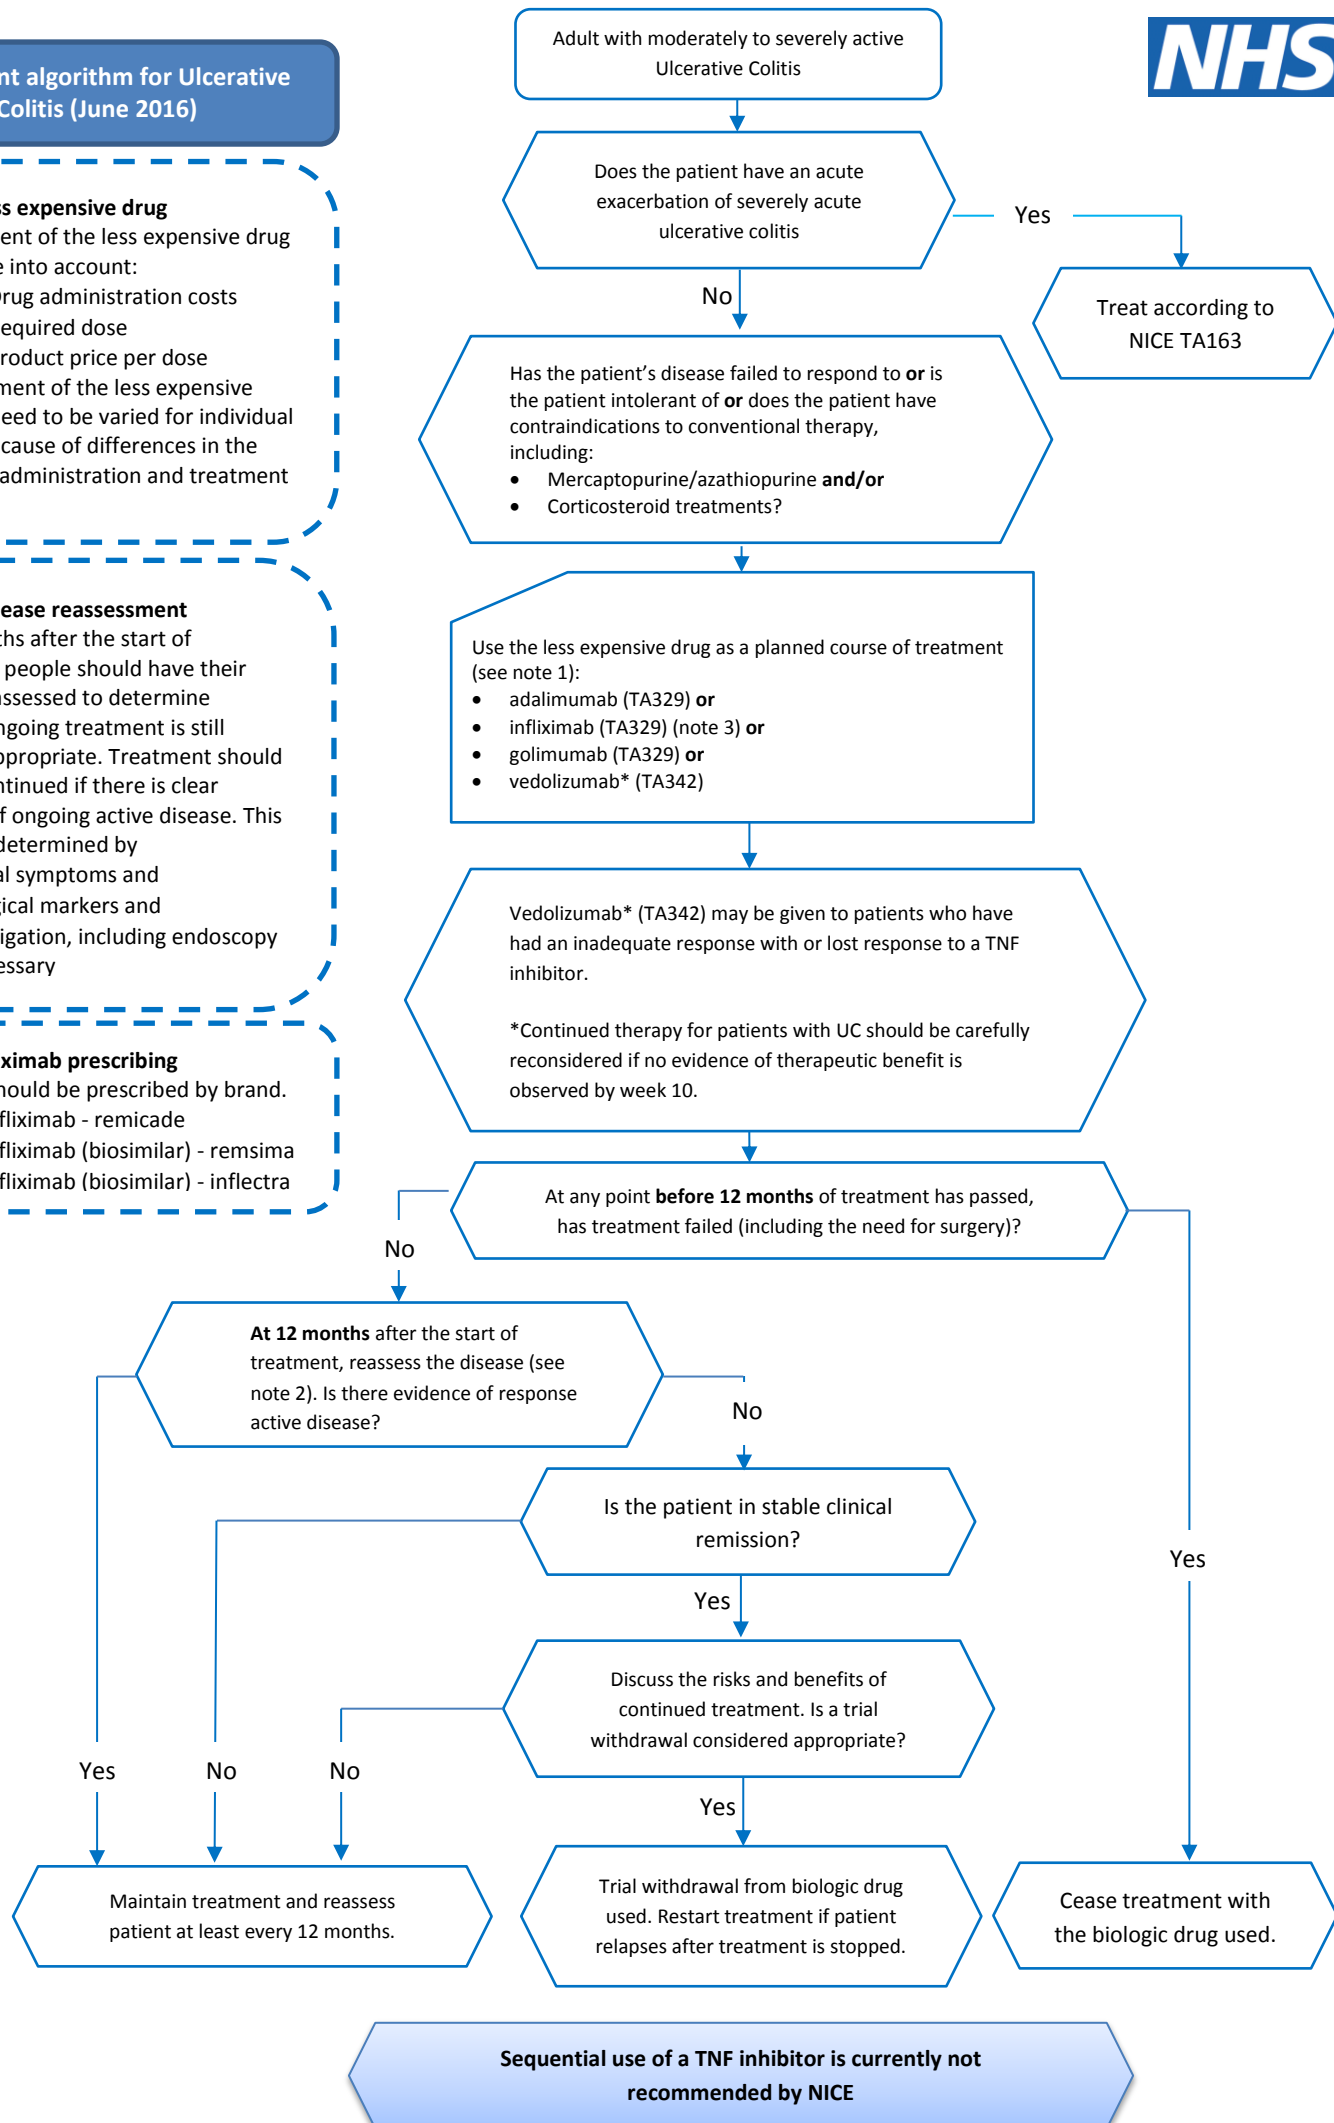 nt algorithm for Ulcerative
Colitis (June 2016)
ss expensive drug
ent of the less expensive drug
e into account:
rug administration costs
equired dose
roduct price per dose
ment of the less expensive
eed to be varied for individual
cause of differences in the
administration and treatment
ease reassessment
ths after the start of
people should have their
assessed to determine
ngoing treatment is still
ppropriate. Treatment should
ntinued if there is clear
f ongoing active disease. This
determined by
al symptoms and
gical markers and
igation, including endoscopy
essary
iximab prescribing
hould be prescribed by brand.
fliximab - remicade
fliximab (biosimilar) - remsima
fliximab (biosimilar) - inflectra
NHS
Adult with moderately to severely active
Ulcerative Colitis
Does the patient have an acute
exacerbation of severely acute
ulcerative colitis
Yes
Treat according to
NICE TA163
No
Has the patient’s disease failed to respond to or is
the patient intolerant of or does the patient have
contraindications to conventional therapy,
including:
• Mercaptopurine/azathiopurine and/or
• Corticosteroid treatments?
Use the less expensive drug as a planned course of treatment
(see note 1):
• adalimumab (TA329) or
• infliximab (TA329) (note 3) or
• golimumab (TA329) or
• vedolizumab* (TA342)
Vedolizumab* (TA342) may be given to patients who have
had an inadequate response with or lost response to a TNF
inhibitor.
*Continued therapy for patients with UC should be carefully
reconsidered if no evidence of therapeutic benefit is
observed by week 10.
At any point before 12 months of treatment has passed,
has treatment failed (including the need for surgery)?
No
At 12 months after the start of
treatment, reassess the disease (see
note 2). Is there evidence of response
active disease?
No
Is the patient in stable clinical
remission?
Yes
Yes
Discuss the risks and benefits of
continued treatment. Is a trial
withdrawal considered appropriate?
Yes No No
Yes
Maintain treatment and reassess
patient at least every 12 months.
Trial withdrawal from biologic drug
used. Restart treatment if patient
relapses after treatment is stopped.
Cease treatment with
the biologic drug used.
Sequential use of a TNF inhibitor is currently not
recommended by NICE